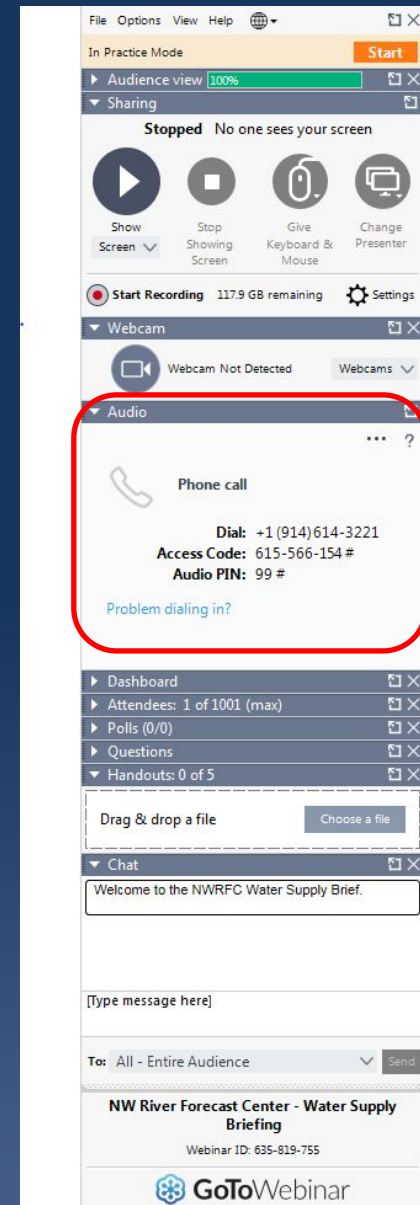 File Options View Help
In Practice Mode Start
Audience view 100%
Sharing
Stopped No one sees your screen
Show Stop Give Change
Screen Showing Keyboard & Presenter
Screen Mouse
Start Recording 117.9 GB remaining Settings
Webcam
Webcam Not Detected Webcams
Audio
... ?
Phone call
Dial: +1 (914) 614-3221
Access Code: 615-566-154 #
Audio PIN: 99 #
Problem dialing in?
Dashboard
Attendees: 1 of 1001 (max)
Polls (0/0)
Questions
Handouts: 0 of 5
Drag & drop a file Choose a file
Chat
Welcome to the NWRFC Water Supply Brief.
[Type message here]
To: All - Entire Audience Send
NW River Forecast Center - Water Supply
Briefing
Webinar ID: 635-819-755
GoToWebinar